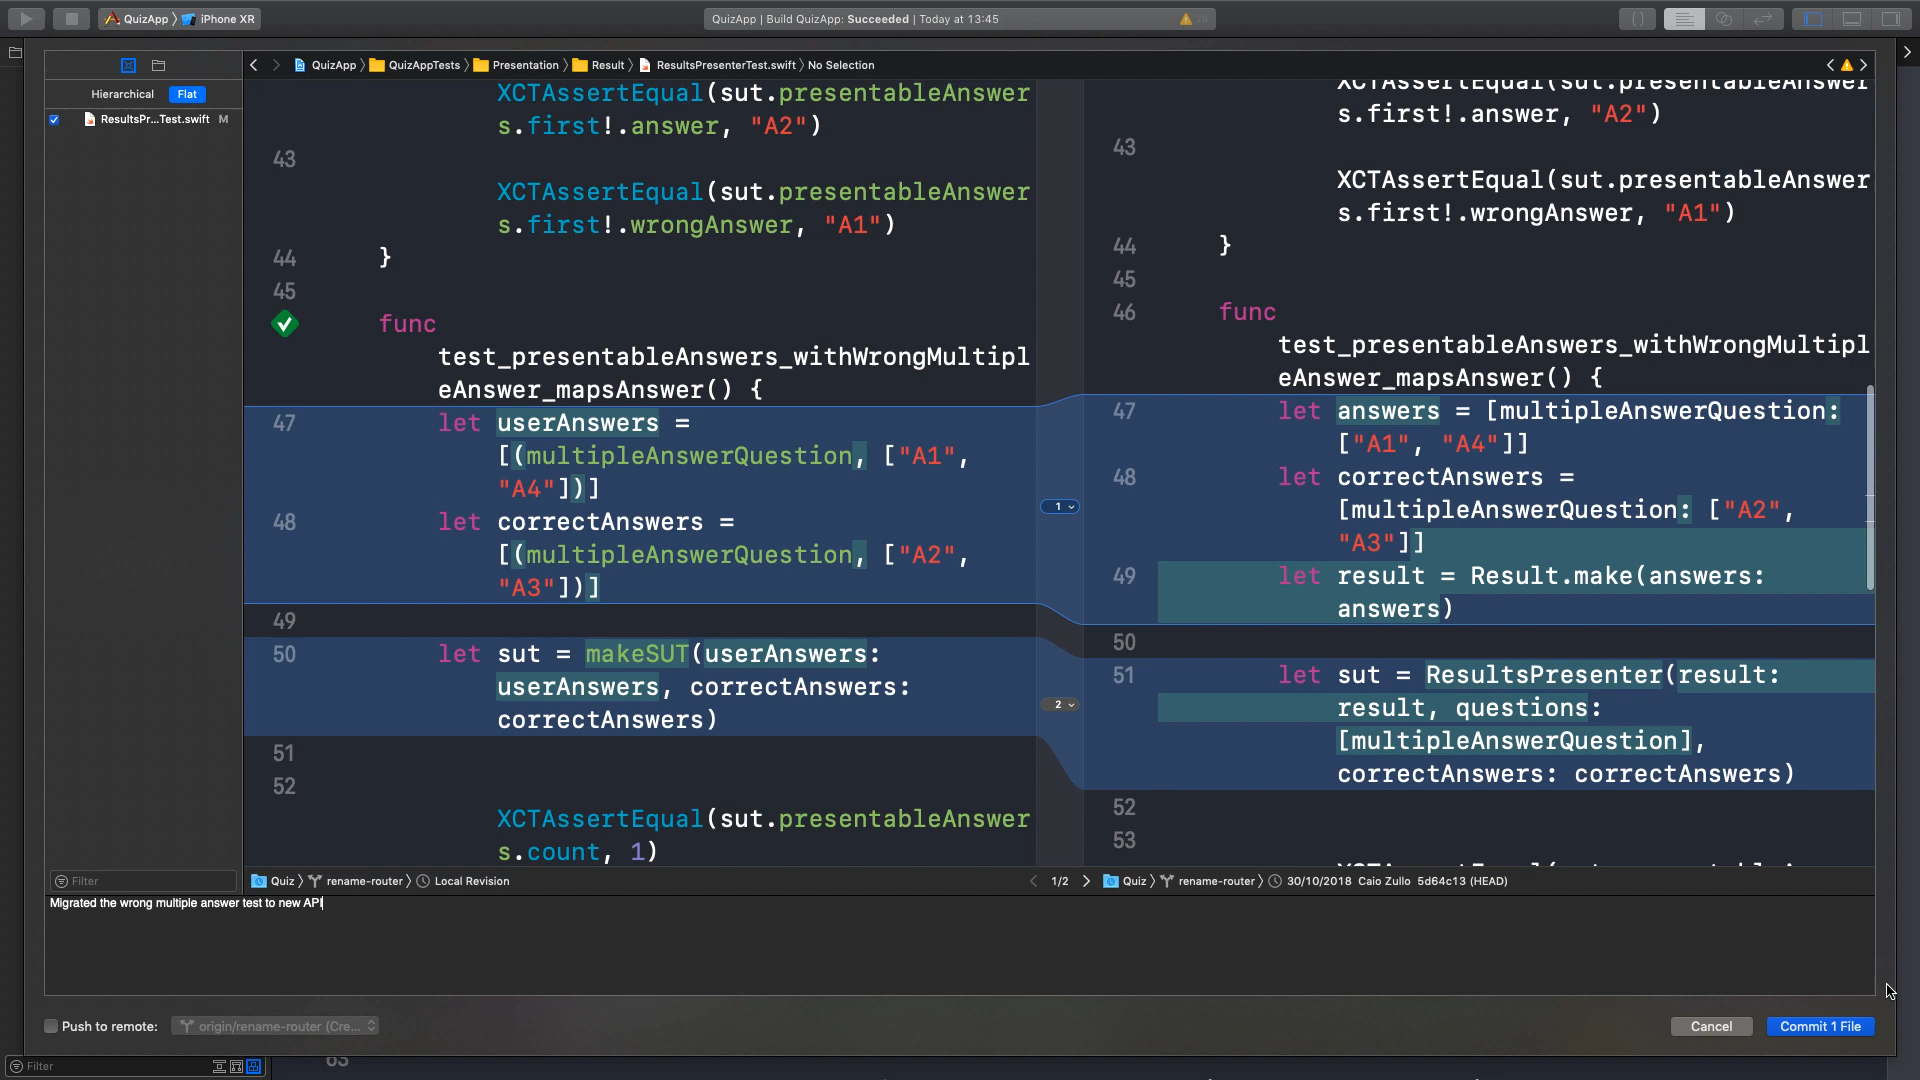 QuizApp 〉 iPhone XR
QuizApp | Build QuizApp: Succeeded | Today at 13:45
QuizApp 〉 QuizAppTests 〉 Presentation 〉 Result 〉 ResultsPresenterTest.swift 〉 No Selection
Hierarchical Flat
ResultsPr...Test.swift M
XCTAssertEqual(sut.presentableAnswer
s.first!.answer, "A2")
43
XCTAssertEqual(sut.presentableAnswer
s.first!.wrongAnswer, "A1")
44 }
45
func
test_presentableAnswers_withWrongMultipl
eAnswer_mapsAnswer() {
47 let userAnswers =
[(multipleAnswerQuestion, ["A1",
"A4"])]
48 let correctAnswers =
[(multipleAnswerQuestion, ["A2",
"A3"])]
49
50 let sut = makeSUT(userAnswers:
userAnswers, correctAnswers:
correctAnswers)
51
52
XCTAssertEqual(sut.presentableAnswer
s.count, 1)
1
2
XCTAssertEqual(sut.presentableAnswer
s.first!.answer, "A2")
43
XCTAssertEqual(sut.presentableAnswer
s.first!.wrongAnswer, "A1")
44 }
45
46 func
test_presentableAnswers_withWrongMultipl
eAnswer_mapsAnswer() {
47 let answers = [multipleAnswerQuestion:
["A1", "A4"]]
48 let correctAnswers =
[multipleAnswerQuestion: ["A2",
"A3"]]
49 let result = Result.make(answers:
answers)
50
51 let sut = ResultsPresenter(result:
result, questions:
[multipleAnswerQuestion],
correctAnswers: correctAnswers)
52
53
Filter
Quiz 〉 rename-router 〉 Local Revision
1/2
Quiz 〉 rename-router 〉 30/10/2018 Caio Zullo 5d64c13 (HEAD)
Migrated the wrong multiple answer test to new API
Push to remote: origin/rename-router (Cre...
Cancel Commit 1 File
Filter
63